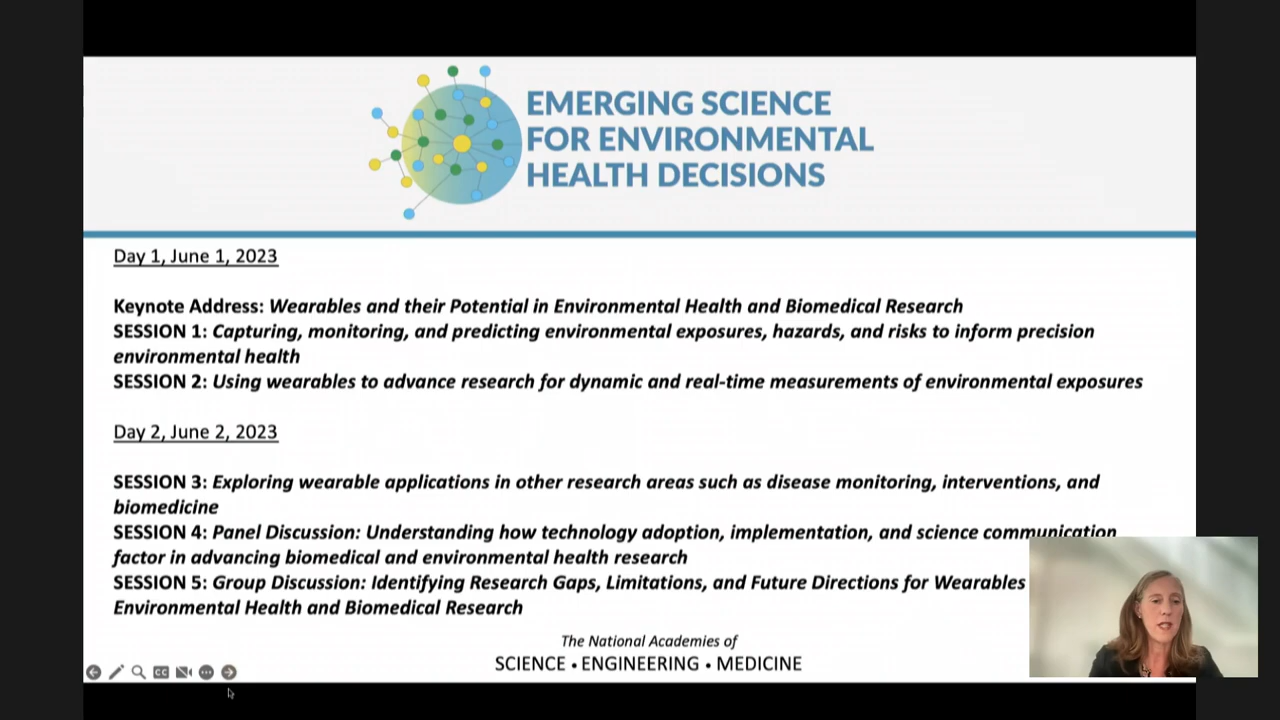 EMERGING SCIENCE
FOR ENVIRONMENTAL
HEALTH DECISIONS
Day 1, June 1, 2023
Keynote Address: Wearables and their Potential in Environmental Health and Biomedical Research
SESSION 1: Capturing, monitoring, and predicting environmental exposures, hazards, and risks to inform precision
environmental health
SESSION 2: Using wearables to advance research for dynamic and real-time measurements of environmental exposures
Day 2, June 2, 2023
SESSION 3: Exploring wearable applications in other research areas such as disease monitoring, interventions, and
biomedicine
SESSION 4: Panel Discussion: Understanding how technology adoption, implementation, and science communication
factor in advancing biomedical and environmental health research
SESSION 5: Group Discussion: Identifying Research Gaps, Limitations, and Future Directions for Wearables
Environmental Health and Biomedical Research
The National Academies of
SCIENCE • ENGINEERING • MEDICINE
CC